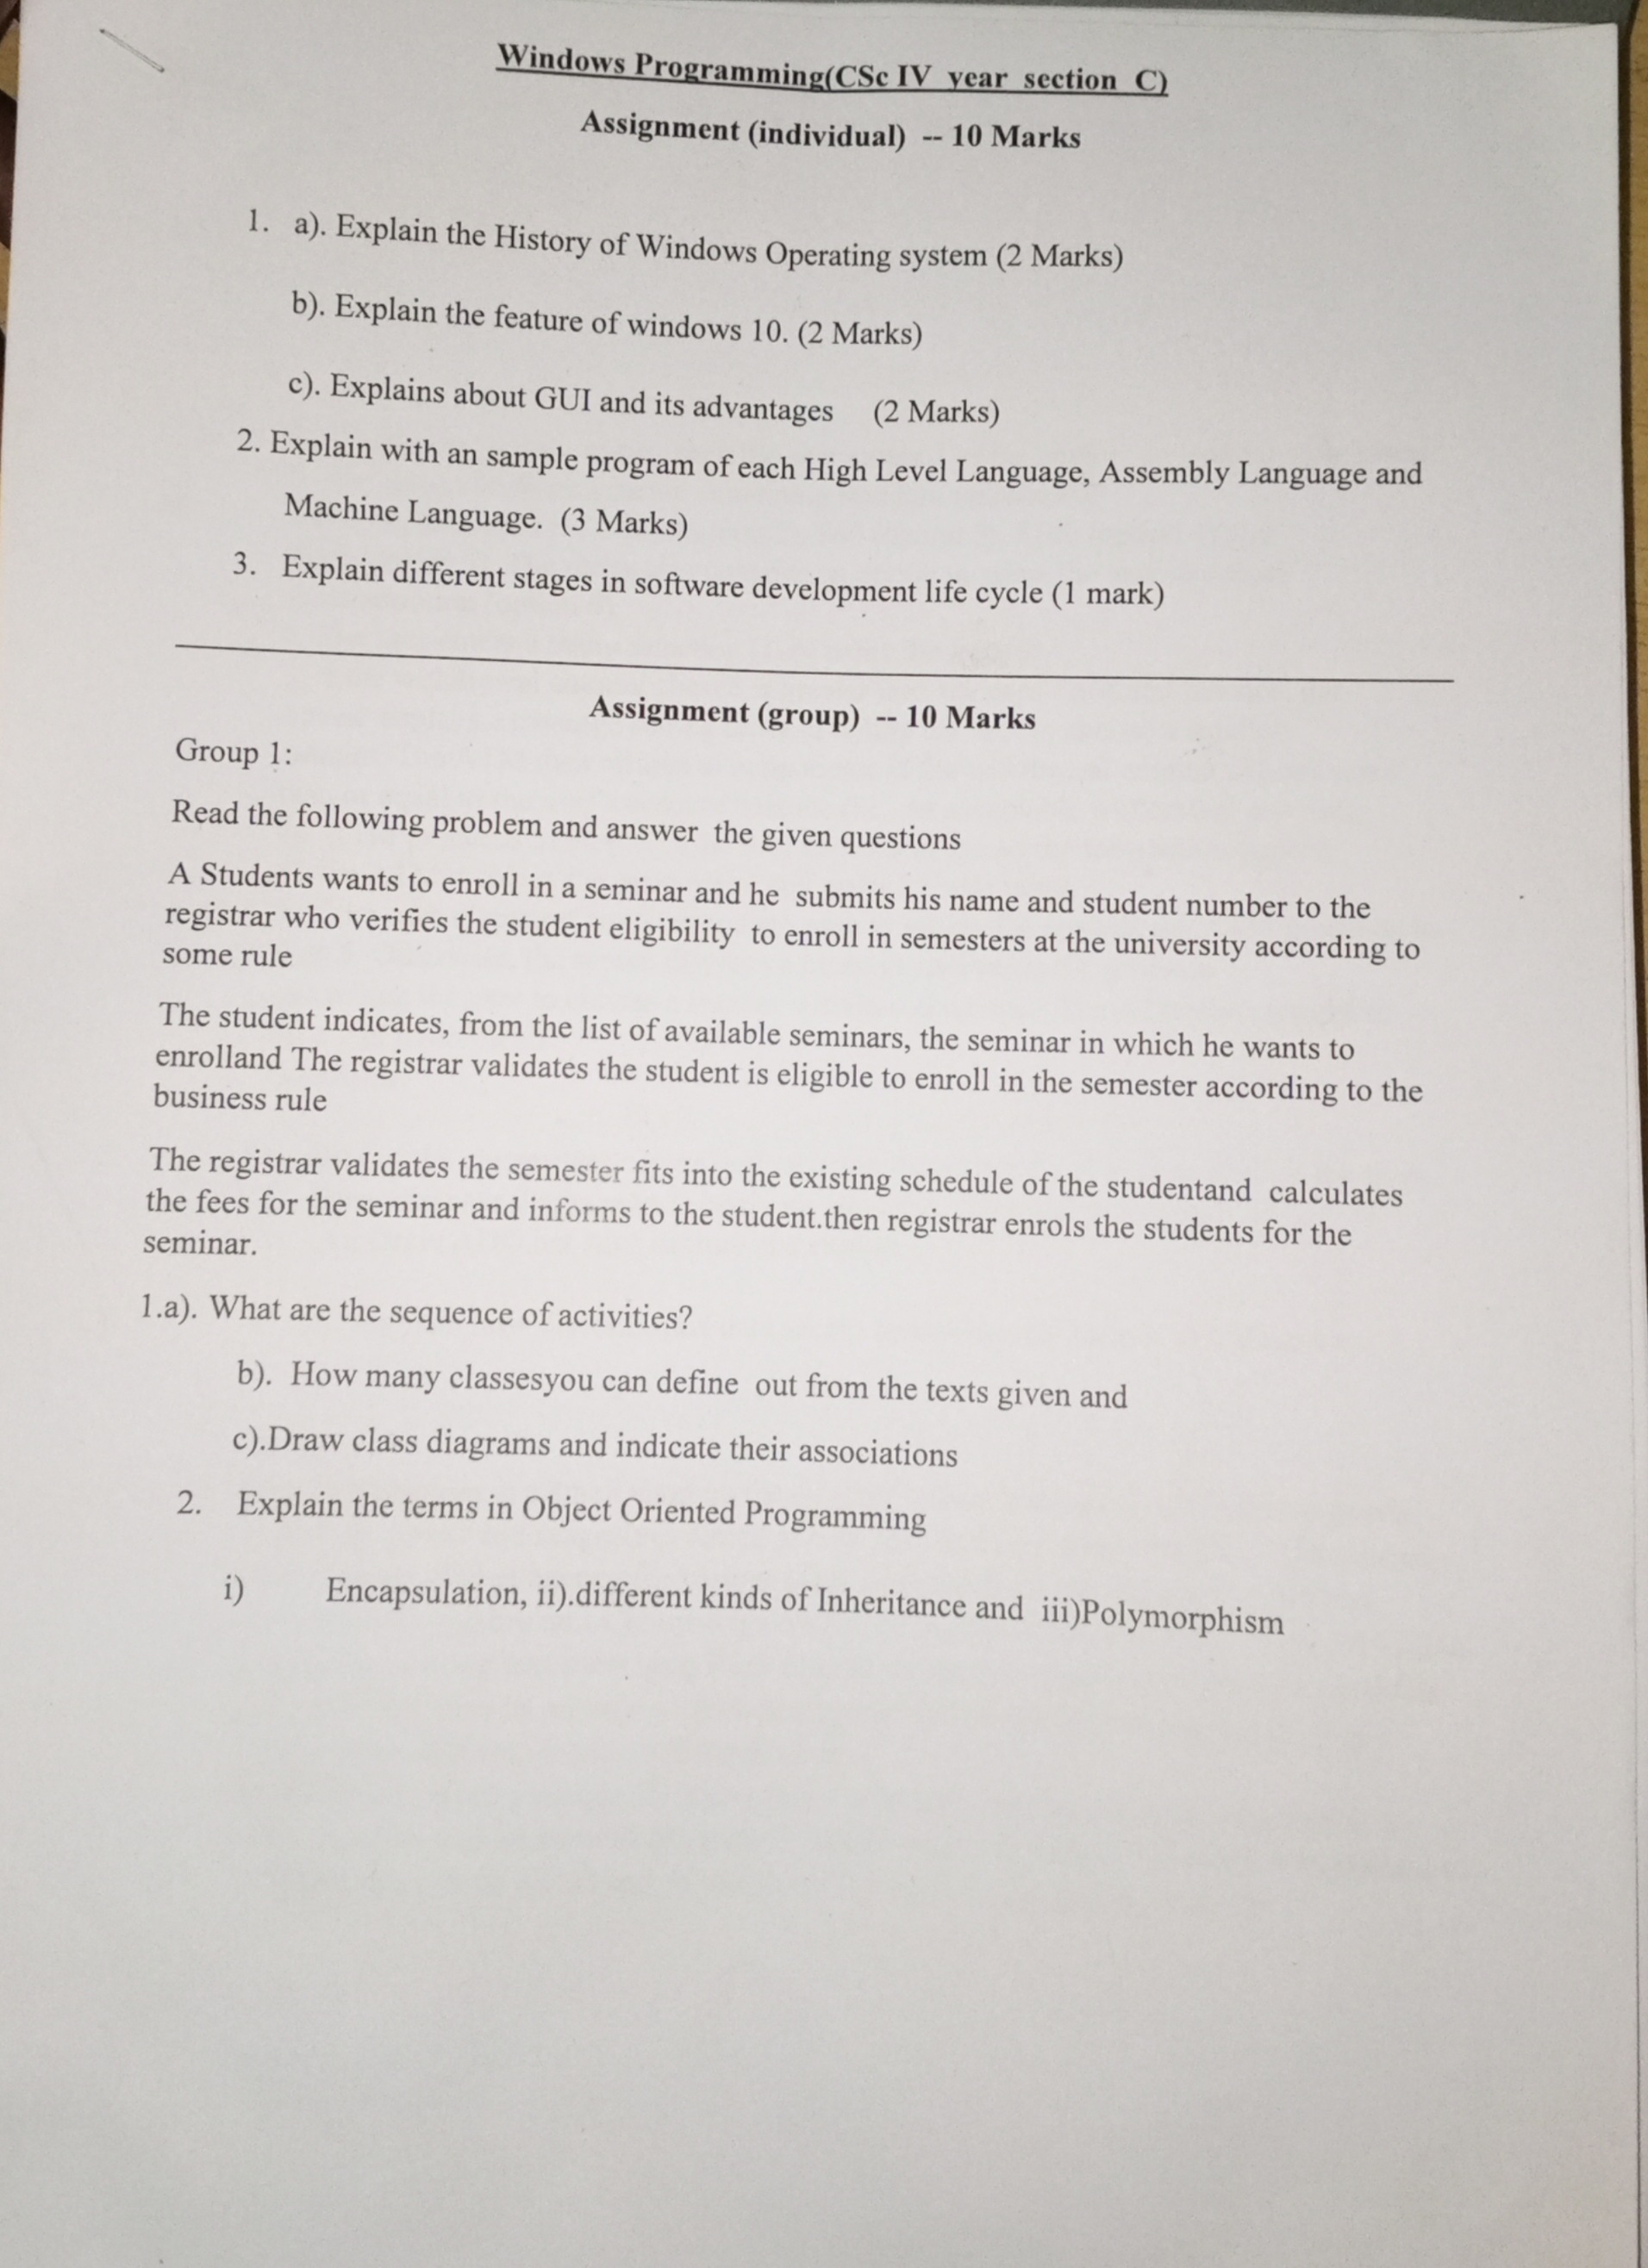 Windows Programming(CSc IV year section C)
Assignment (individual) -- 10 Marks
1. a). Explain the History of Windows Operating system (2 Marks)
b). Explain the feature of windows 10. (2 Marks)
c). Explains about GUI and its advantages (2 Marks)
2. Explain with an sample program of each High Level Language, Assembly Language and
Machine Language. (3 Marks)
3. Explain different stages in software development life cycle (1 mark)
Assignment (group) -- 10 Marks
Group 1:
Read the following problem and answer the given questions
A Students wants to enroll in a seminar and he submits his name and student number to the
registrar who verifies the student eligibility to enroll in semesters at the university according to
some rule
The student indicates, from the list of available seminars, the seminar in which he wants to
enrolland The registrar validates the student is eligible to enroll in the semester according to the
business rule
The registrar validates the semester fits into the existing schedule of the studentand calculates
the fees for the seminar and informs to the student.then registrar enrols the students for the
seminar.
1.a). What are the sequence of activities?
b). How many classesyou can define out from the texts given and
c).Draw class diagrams and indicate their associations
2. Explain the terms in Object Oriented Programming
i) Encapsulation, ii).different kinds of Inheritance and iii)Polymorphism